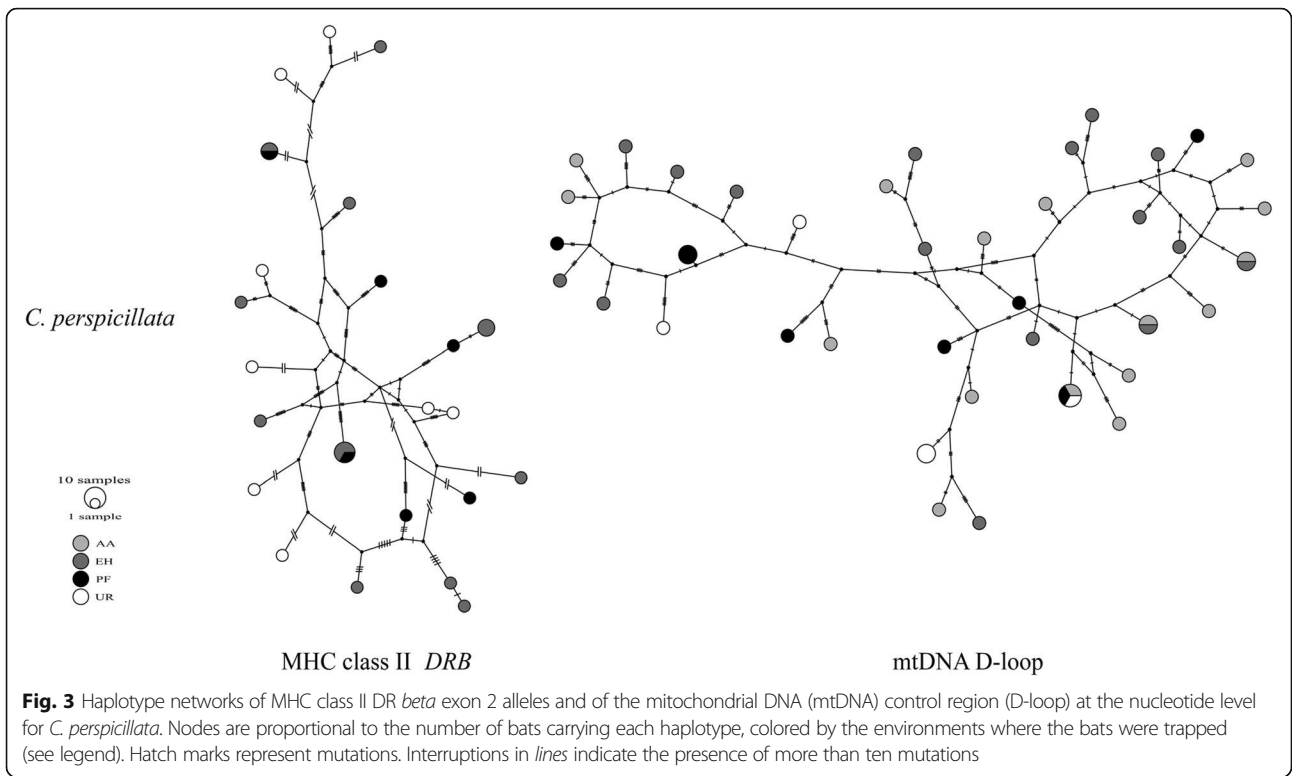 C. perspicillata
10 samples
1 sample
AA
EH
PF
UR
MHC class II DRB
mtDNA D-loop
Fig. 3 Haplotype networks of MHC class II DR beta exon 2 alleles and of the mitochondrial DNA (mtDNA) control region (D-loop) at the nucleotide level
for C. perspicillata. Nodes are proportional to the number of bats carrying each haplotype, colored by the environments where the bats were trapped
(see legend). Hatch marks represent mutations. Interruptions in lines indicate the presence of more than ten mutations